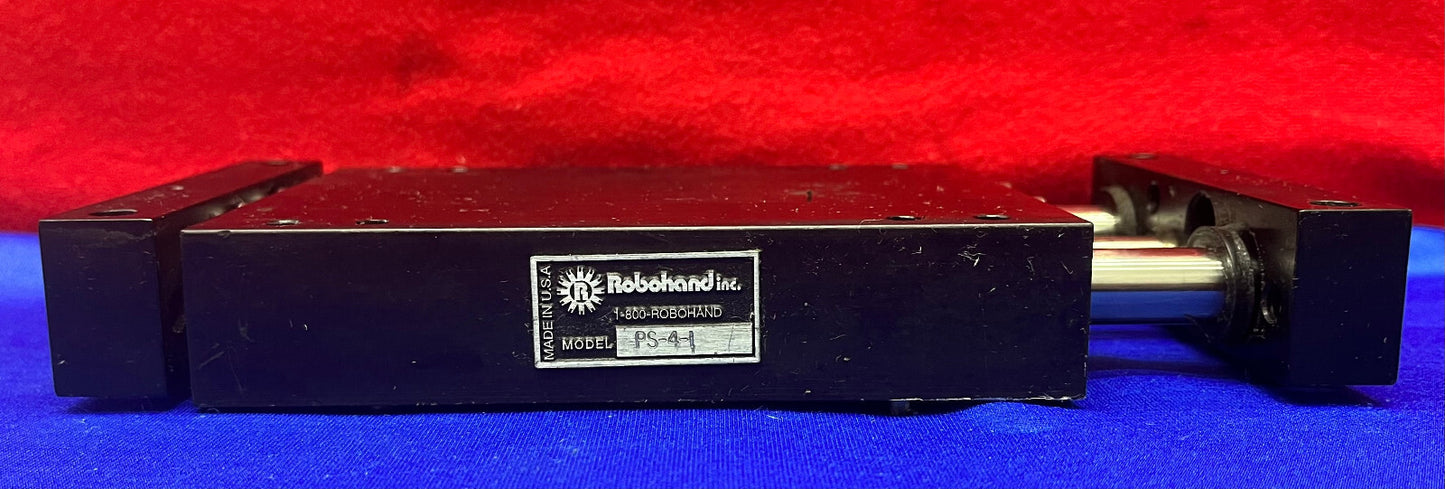 MADE IN U.S.A
R
Robohand inc.
1-800-ROBOHAND
MODEL PS-4-1